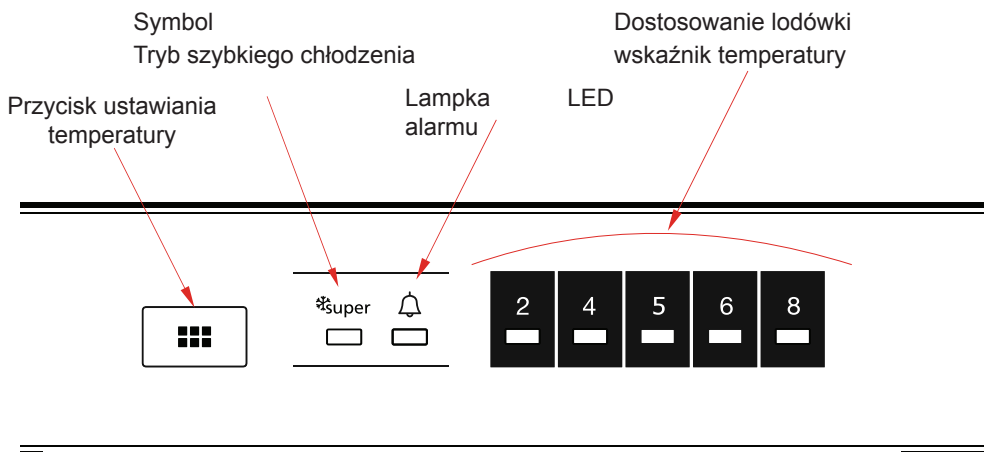 Symbol
Tryb szybkiego chłodzenia
Dostosowanie lodówki
wskaźnik temperatury
Przycisk ustawiania
temperatury
Lampka LED
alarmu
super
2 4 5 6 8